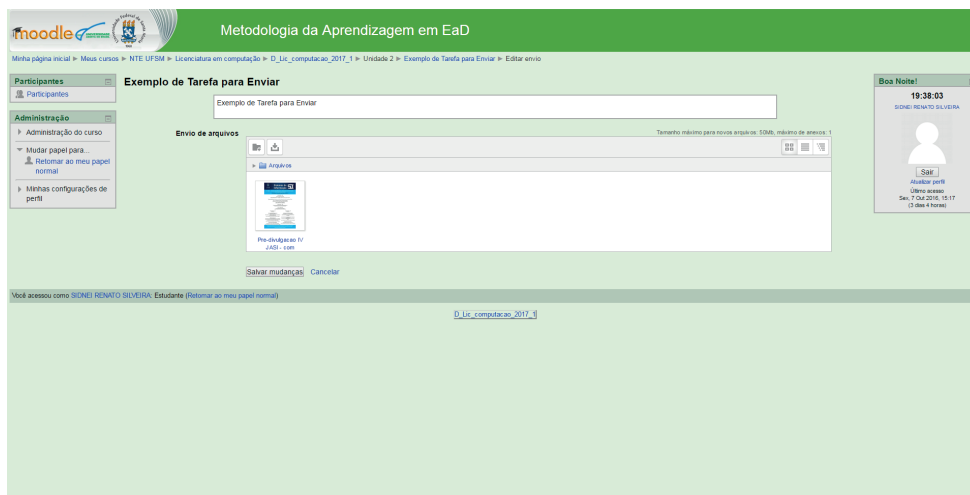 moodle
Metodologia da Aprendizagem em EaD
Minha página inicial ► Meus cursos ► NTE UFSM ► Licenciatura em computação ► D_Lic_computacao_2017_1 ► Unidade 2 ► Exemplo de Tarefa para Enviar ► Editar envio
Participantes
Participantes
Administração
Administração do curso
Mudar papel para...
Retornar ao meu papel
normal
Minhas configurações de
perfil
Exemplo de Tarefa para Enviar
Exemplo de Tarefa para Enviar
Envio de arquivos
Tamanho máximo para novos arquivos: 50Mb, máximo de anexos: 1
Arquivos
Pre-divulgacao IV
JASI - com
Salvar mudanças Cancelar
Boa Noite!
19:38:03
SIDNEI RENATO SILVEIRA
Sair
Atualizar perfil
Último acesso
Sex, 7 Out 2016, 15:17
(3 dias 4 horas)
Você acessou como SIDNEI RENATO SILVEIRA: Estudante (Retornar ao meu papel normal)
D_Lic_computacao_2017_1